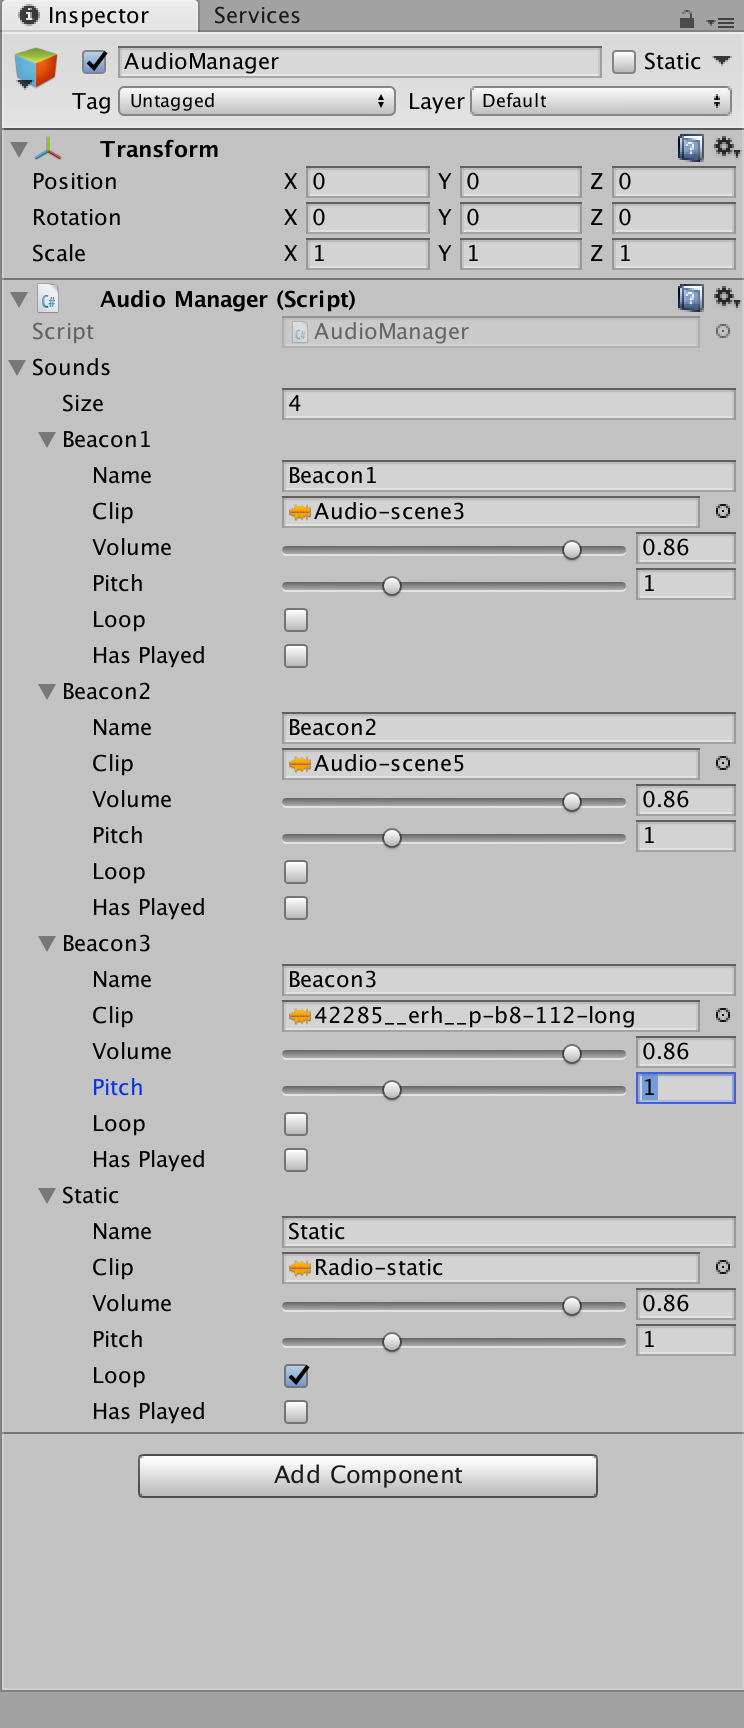 Inspector Services
AudioManager Static
Tag Untagged Layer Default
Transform
Position X 0 Y 0 Z 0
Rotation X 0 Y 0 Z 0
Scale X 1 Y 1 Z 1
Audio Manager (Script)
Script AudioManager
Sounds
Size 4
Beacon1
Name Beacon1
Clip Audio-scene3
Volume 0.86
Pitch 1
Loop
Has Played
Beacon2
Name Beacon2
Clip Audio-scene5
Volume 0.86
Pitch 1
Loop
Has Played
Beacon3
Name Beacon3
Clip 42285__erh__p-b8-112-long
Volume 0.86
Pitch 1
Loop
Has Played
Static
Name Static
Clip Radio-static
Volume 0.86
Pitch 1
Loop
Has Played
Add Component